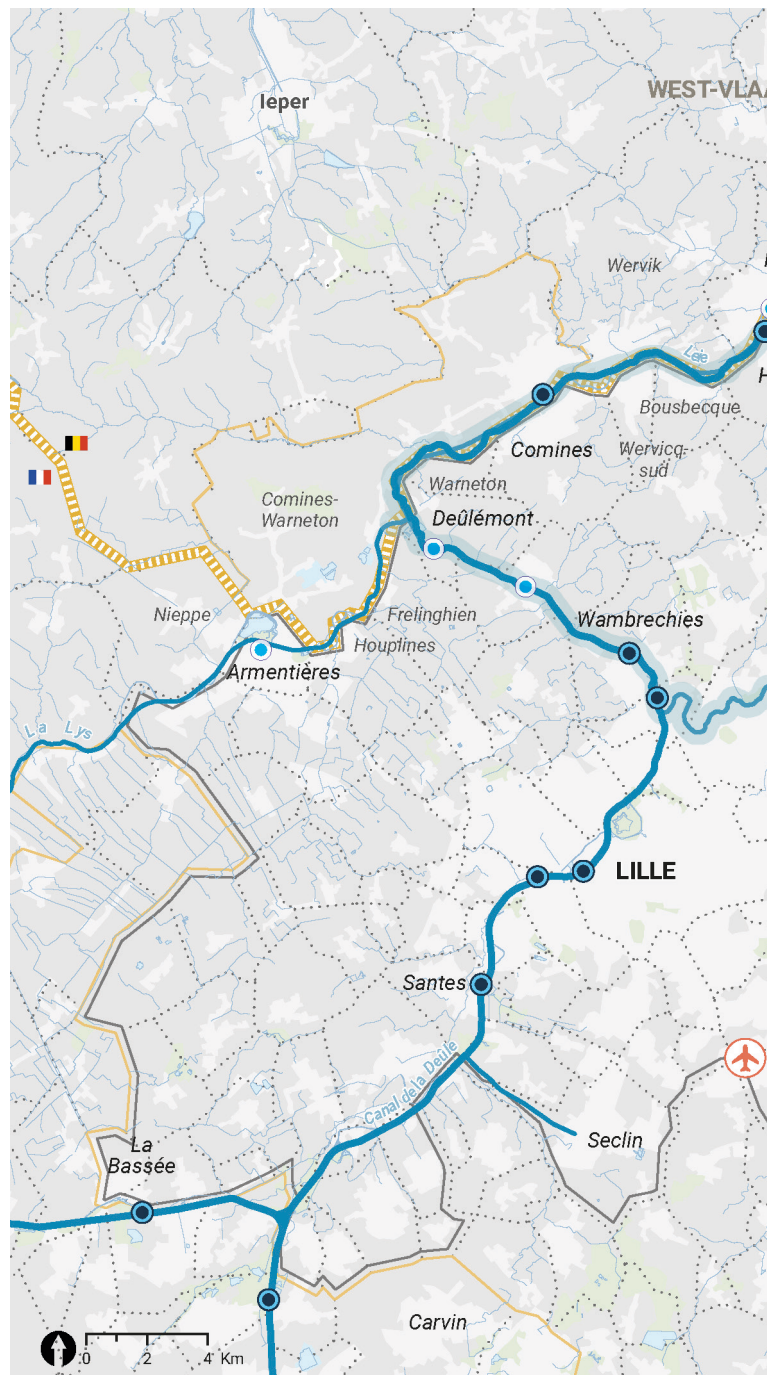 WEST-VLAA
Ieper
Wervik
Leie
H
Bousbecque
Comines
Wervicq-
sud
Warneton
Comines-
Warneton
Deûlémont
Nieppe
Frelinghien
Houplines
Wambrechies
Armentières
La Lys
LILLE
Santes
Canal de la Deûle
Seclin
La
Bassée
Carvin
0 2 4 Km